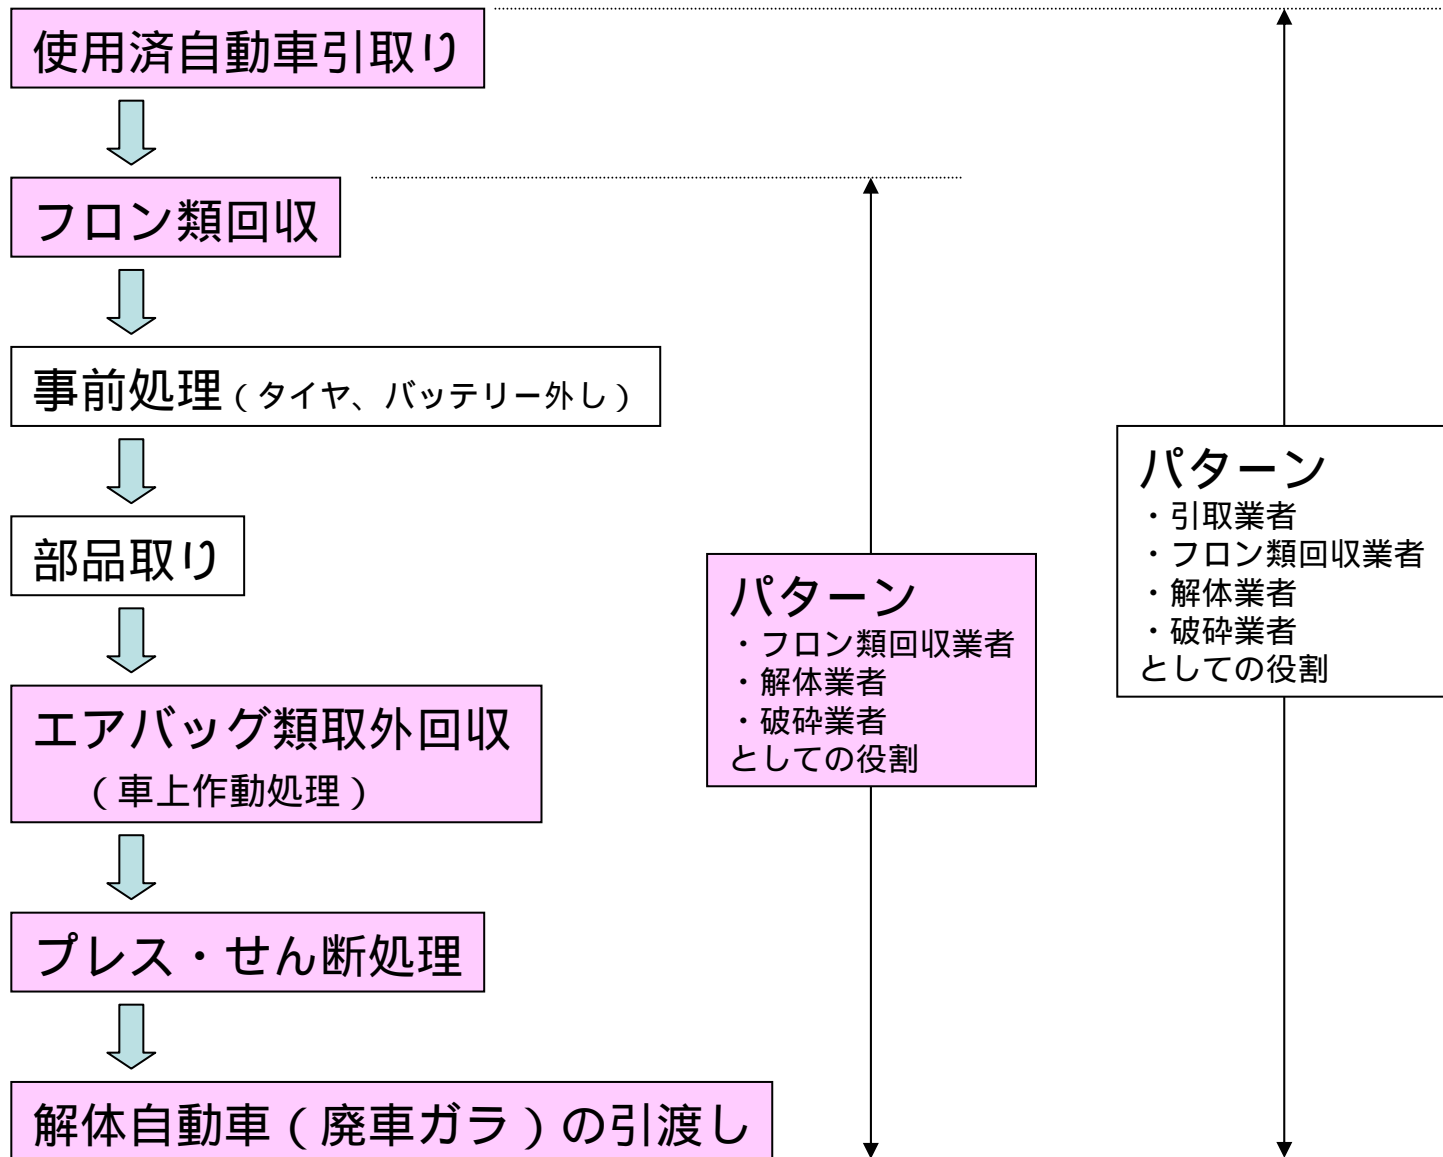 使用済自動車引取り
フロン類回収
事前処理（タイヤ、バッテリー外し）
部品取り
エアバッグ類取外回収
（車上作動処理）
プレス・せん断処理
解体自動車（廃車ガラ）の引渡し
パターン
・フロン類回収業者
・解体業者
・破砕業者
としての役割
パターン
・引取業者
・フロン類回収業者
・解体業者
・破砕業者
としての役割